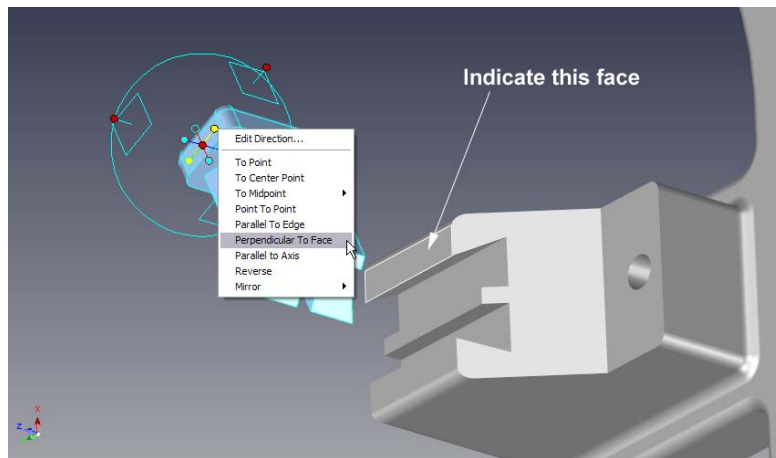 Indicate this face
Edit Direction...
To Point
To Center Point
To Midpoint
Point To Point
Parallel To Edge
Perpendicular To Face
Parallel to Axis
Reverse
Mirror
X
Z